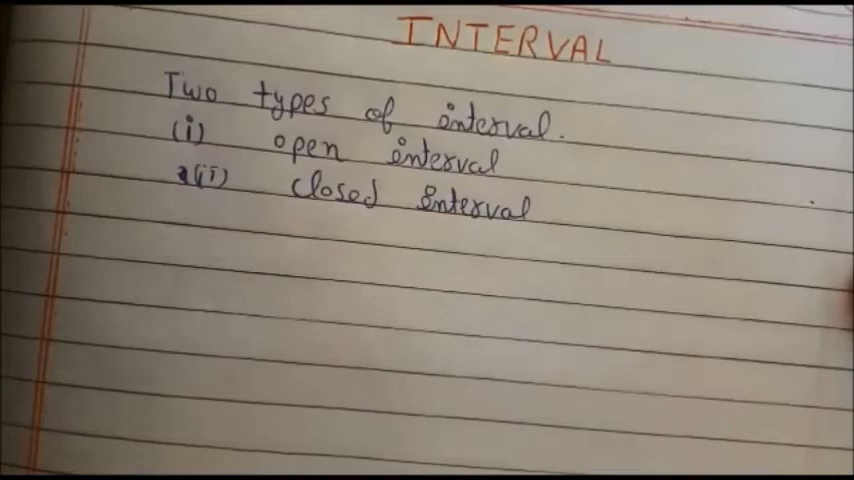 INTERVAL
Two types of interval.
(i) open interval
(ii) closed interval